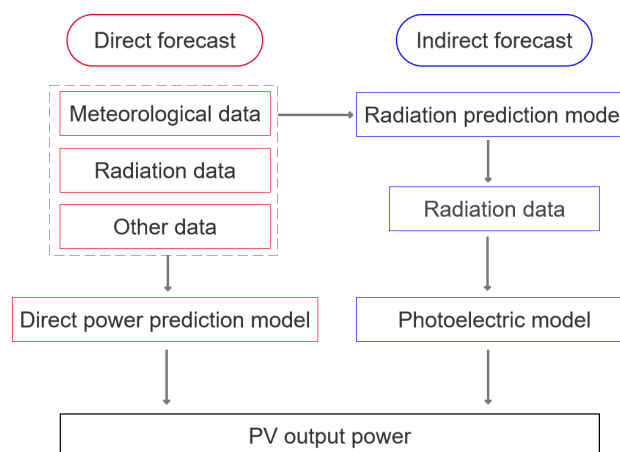 Direct forecast
Indirect forecast
Meteorological data
Radiation prediction model
Radiation data
Radiation data
Other data
Direct power prediction model
Photoelectric model
PV output power